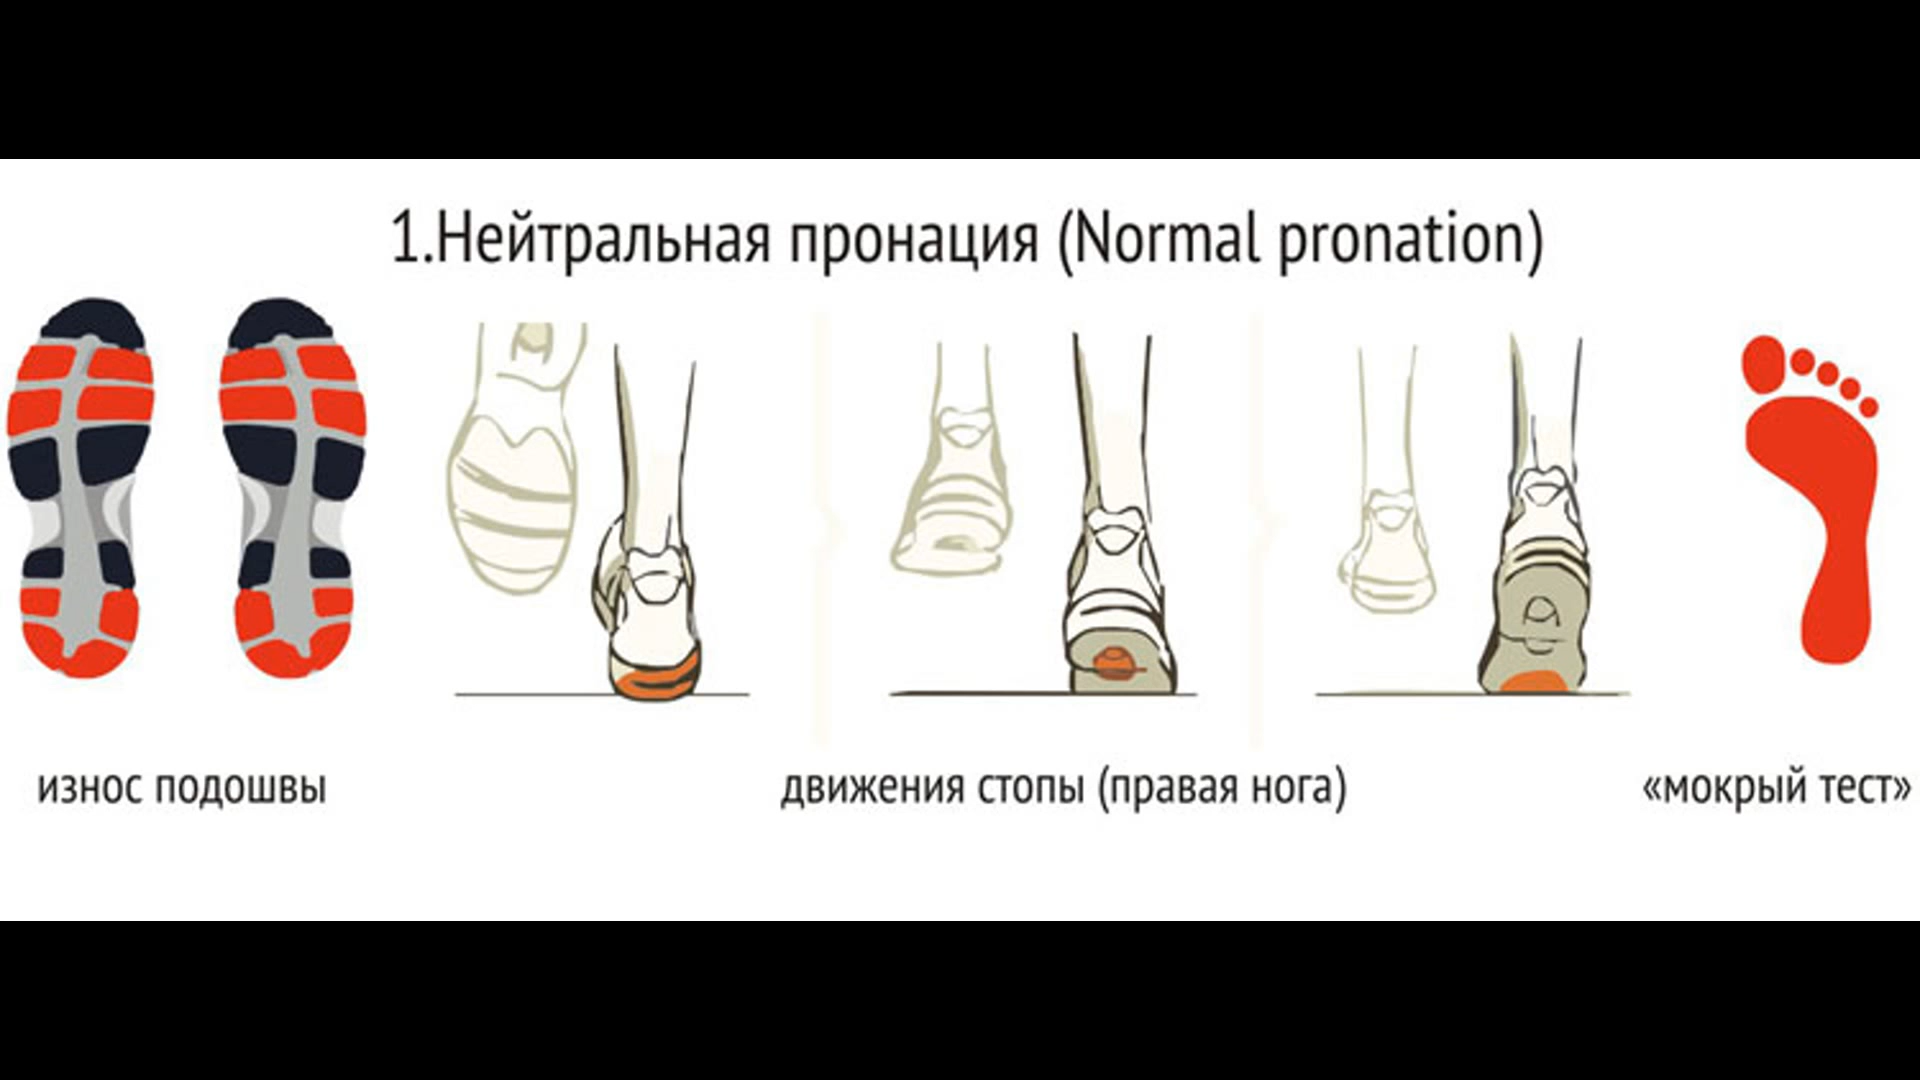 1.Нейтральная пронация (Normal pronation)
износ подошвы
движения стопы (правая нога)
«мокрый тест»